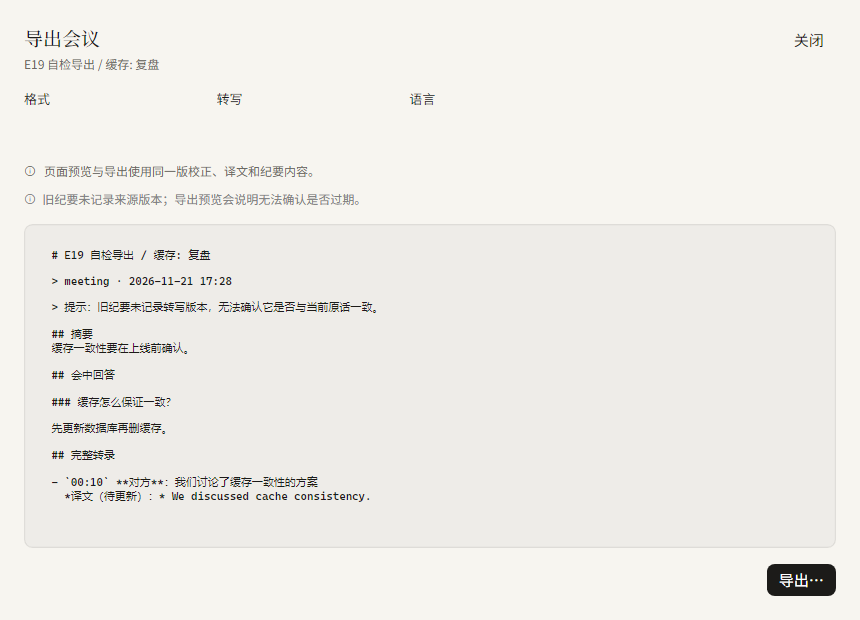 导出会议
关闭
E19 自检导出 / 缓存: 复盘
格式
转写
语言
页面预览与导出使用同一版校正、译文和纪要内容。
旧纪要未记录来源版本；导出预览会说明无法确认是否过期。
# E19 自检导出 / 缓存: 复盘
> meeting · 2026-11-21 17:28
> 提示：旧纪要未记录转写版本，无法确认它是否与当前原话一致。
## 摘要
缓存一致性要在上线前确认。
## 会中回答
### 缓存怎么保证一致？
先更新数据库再删缓存。
## 完整转录
- `00:10` **对方**：我们讨论了缓存一致性的方案
*译文（待更新）：* We discussed cache consistency.
导出…